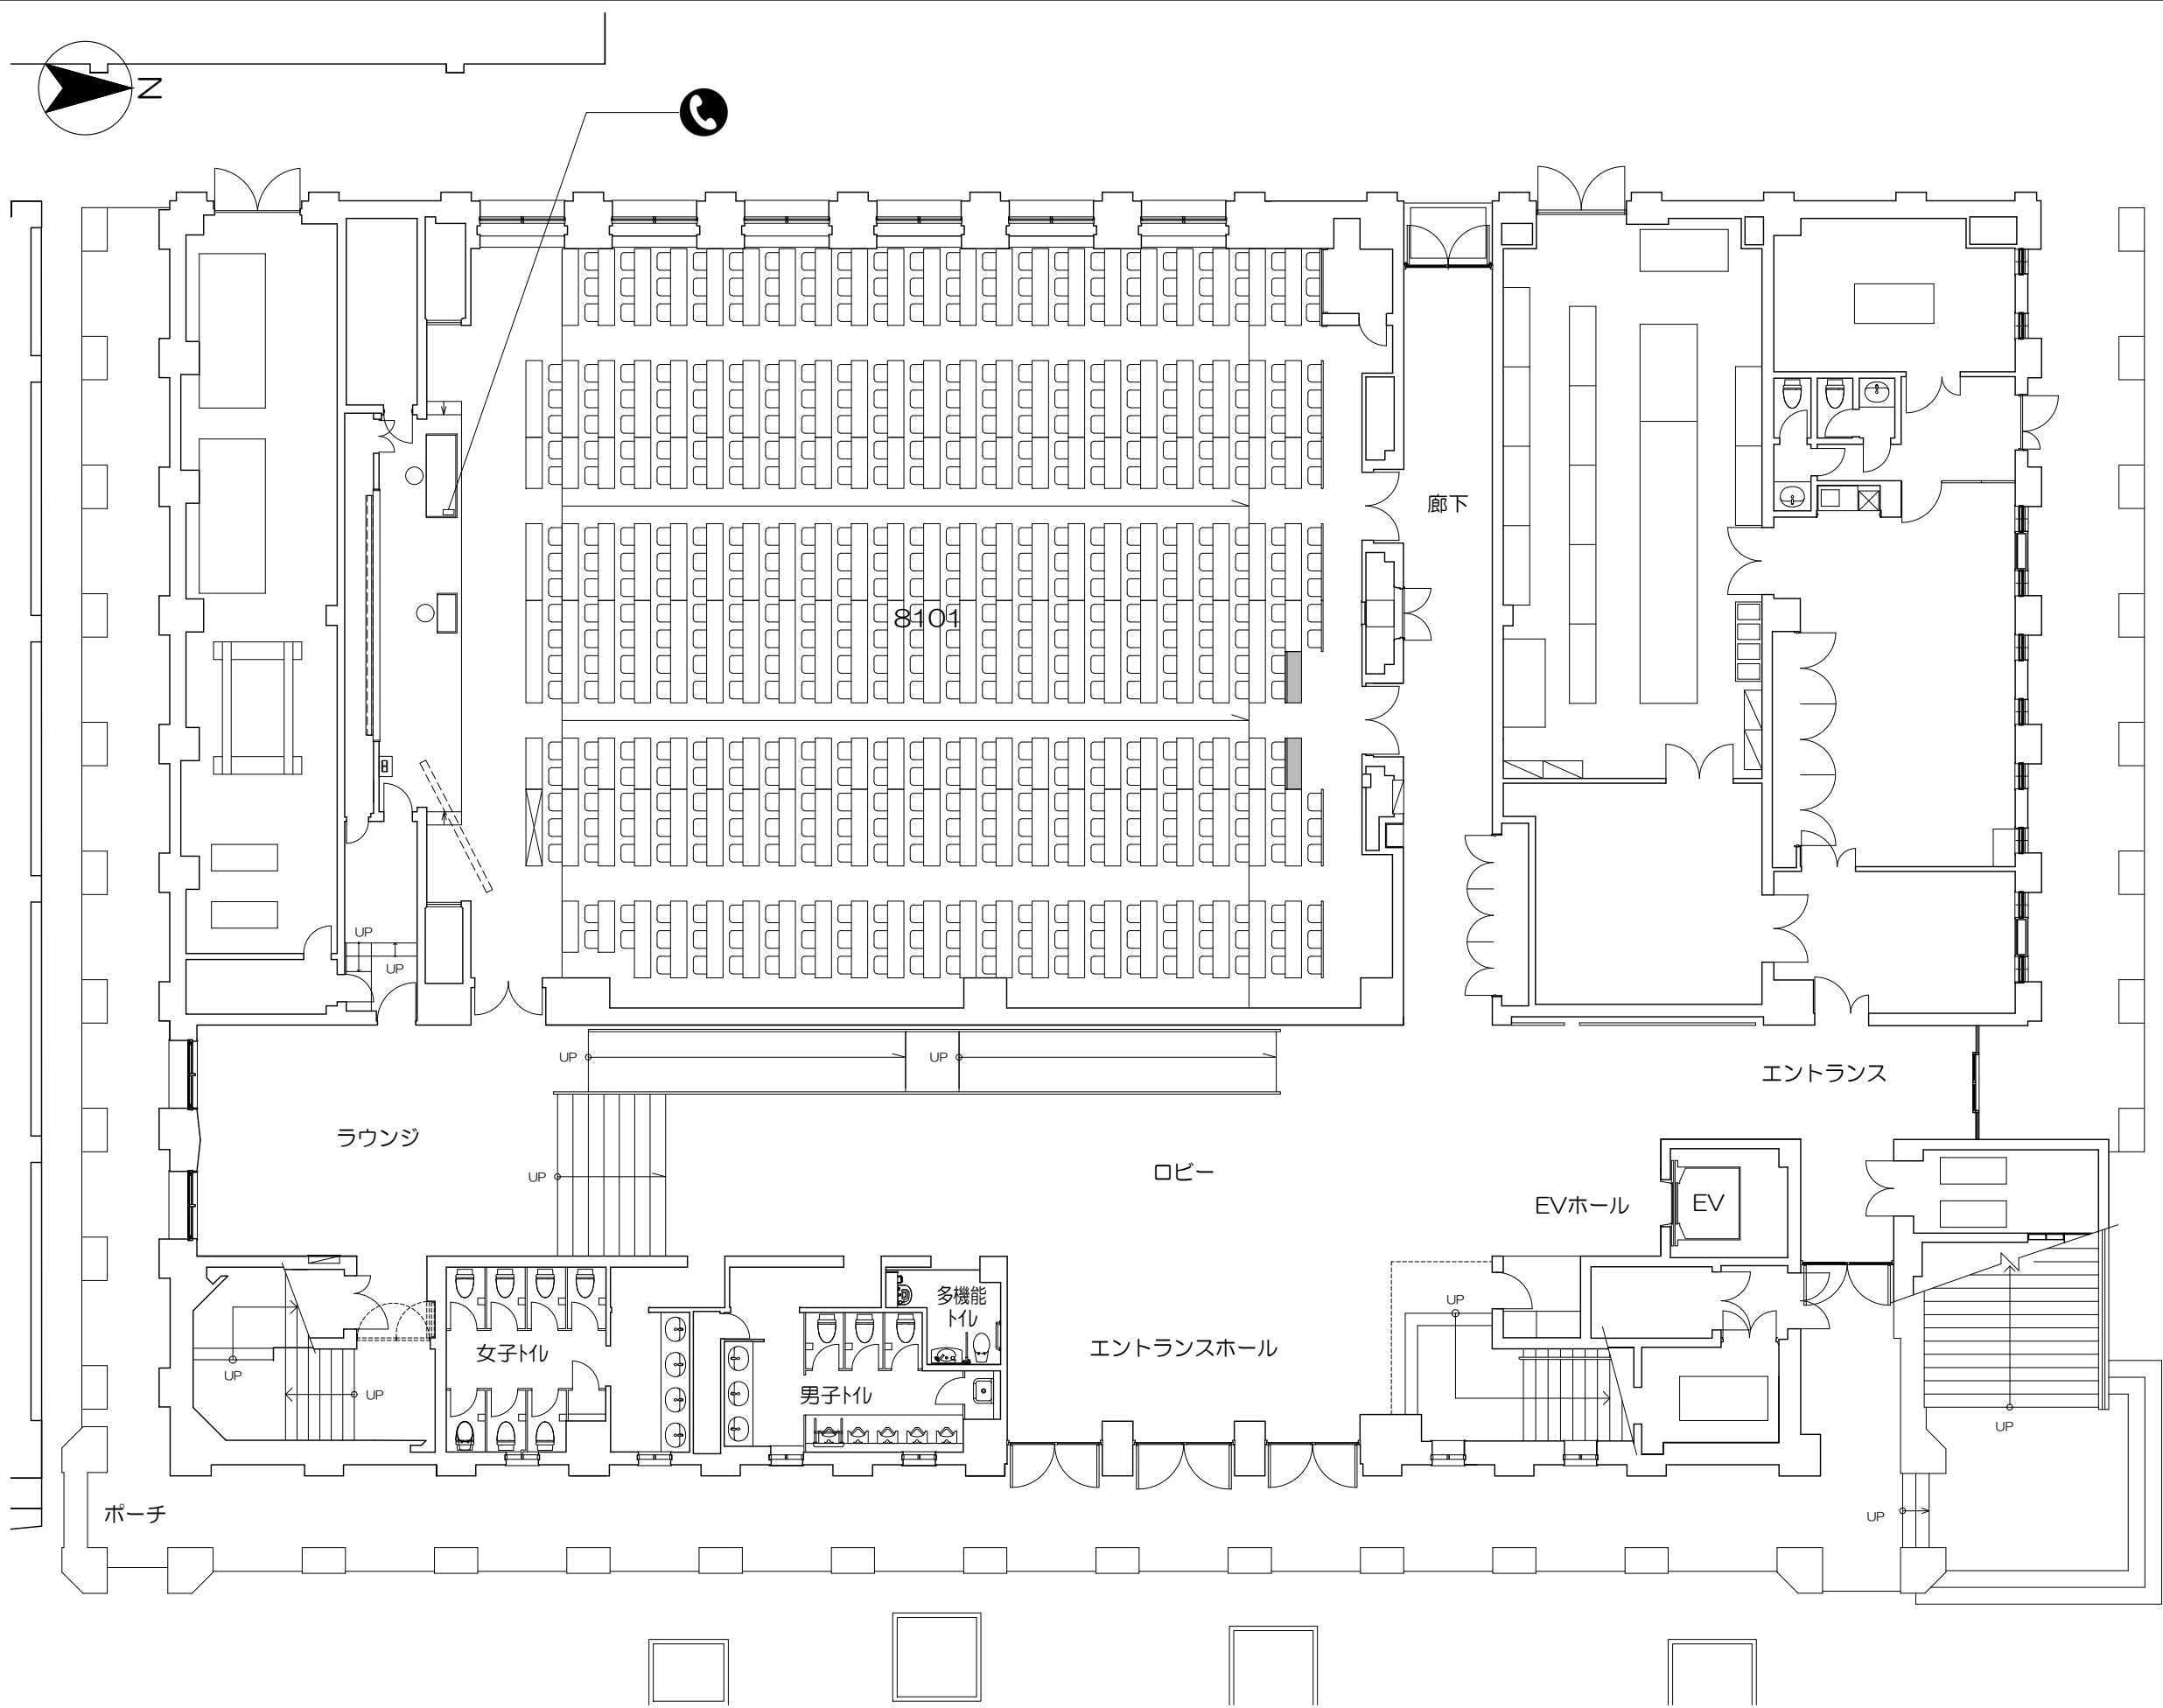 N
廊下
8101
UP
UP
UP
UP
エントランス
ラウンジ
UP
ロビー
EVホール
EV
多機能
トイレ
UP
女子トイレ
エントランスホール
UP
UP
男子トイレ
UP
ポーチ
UP